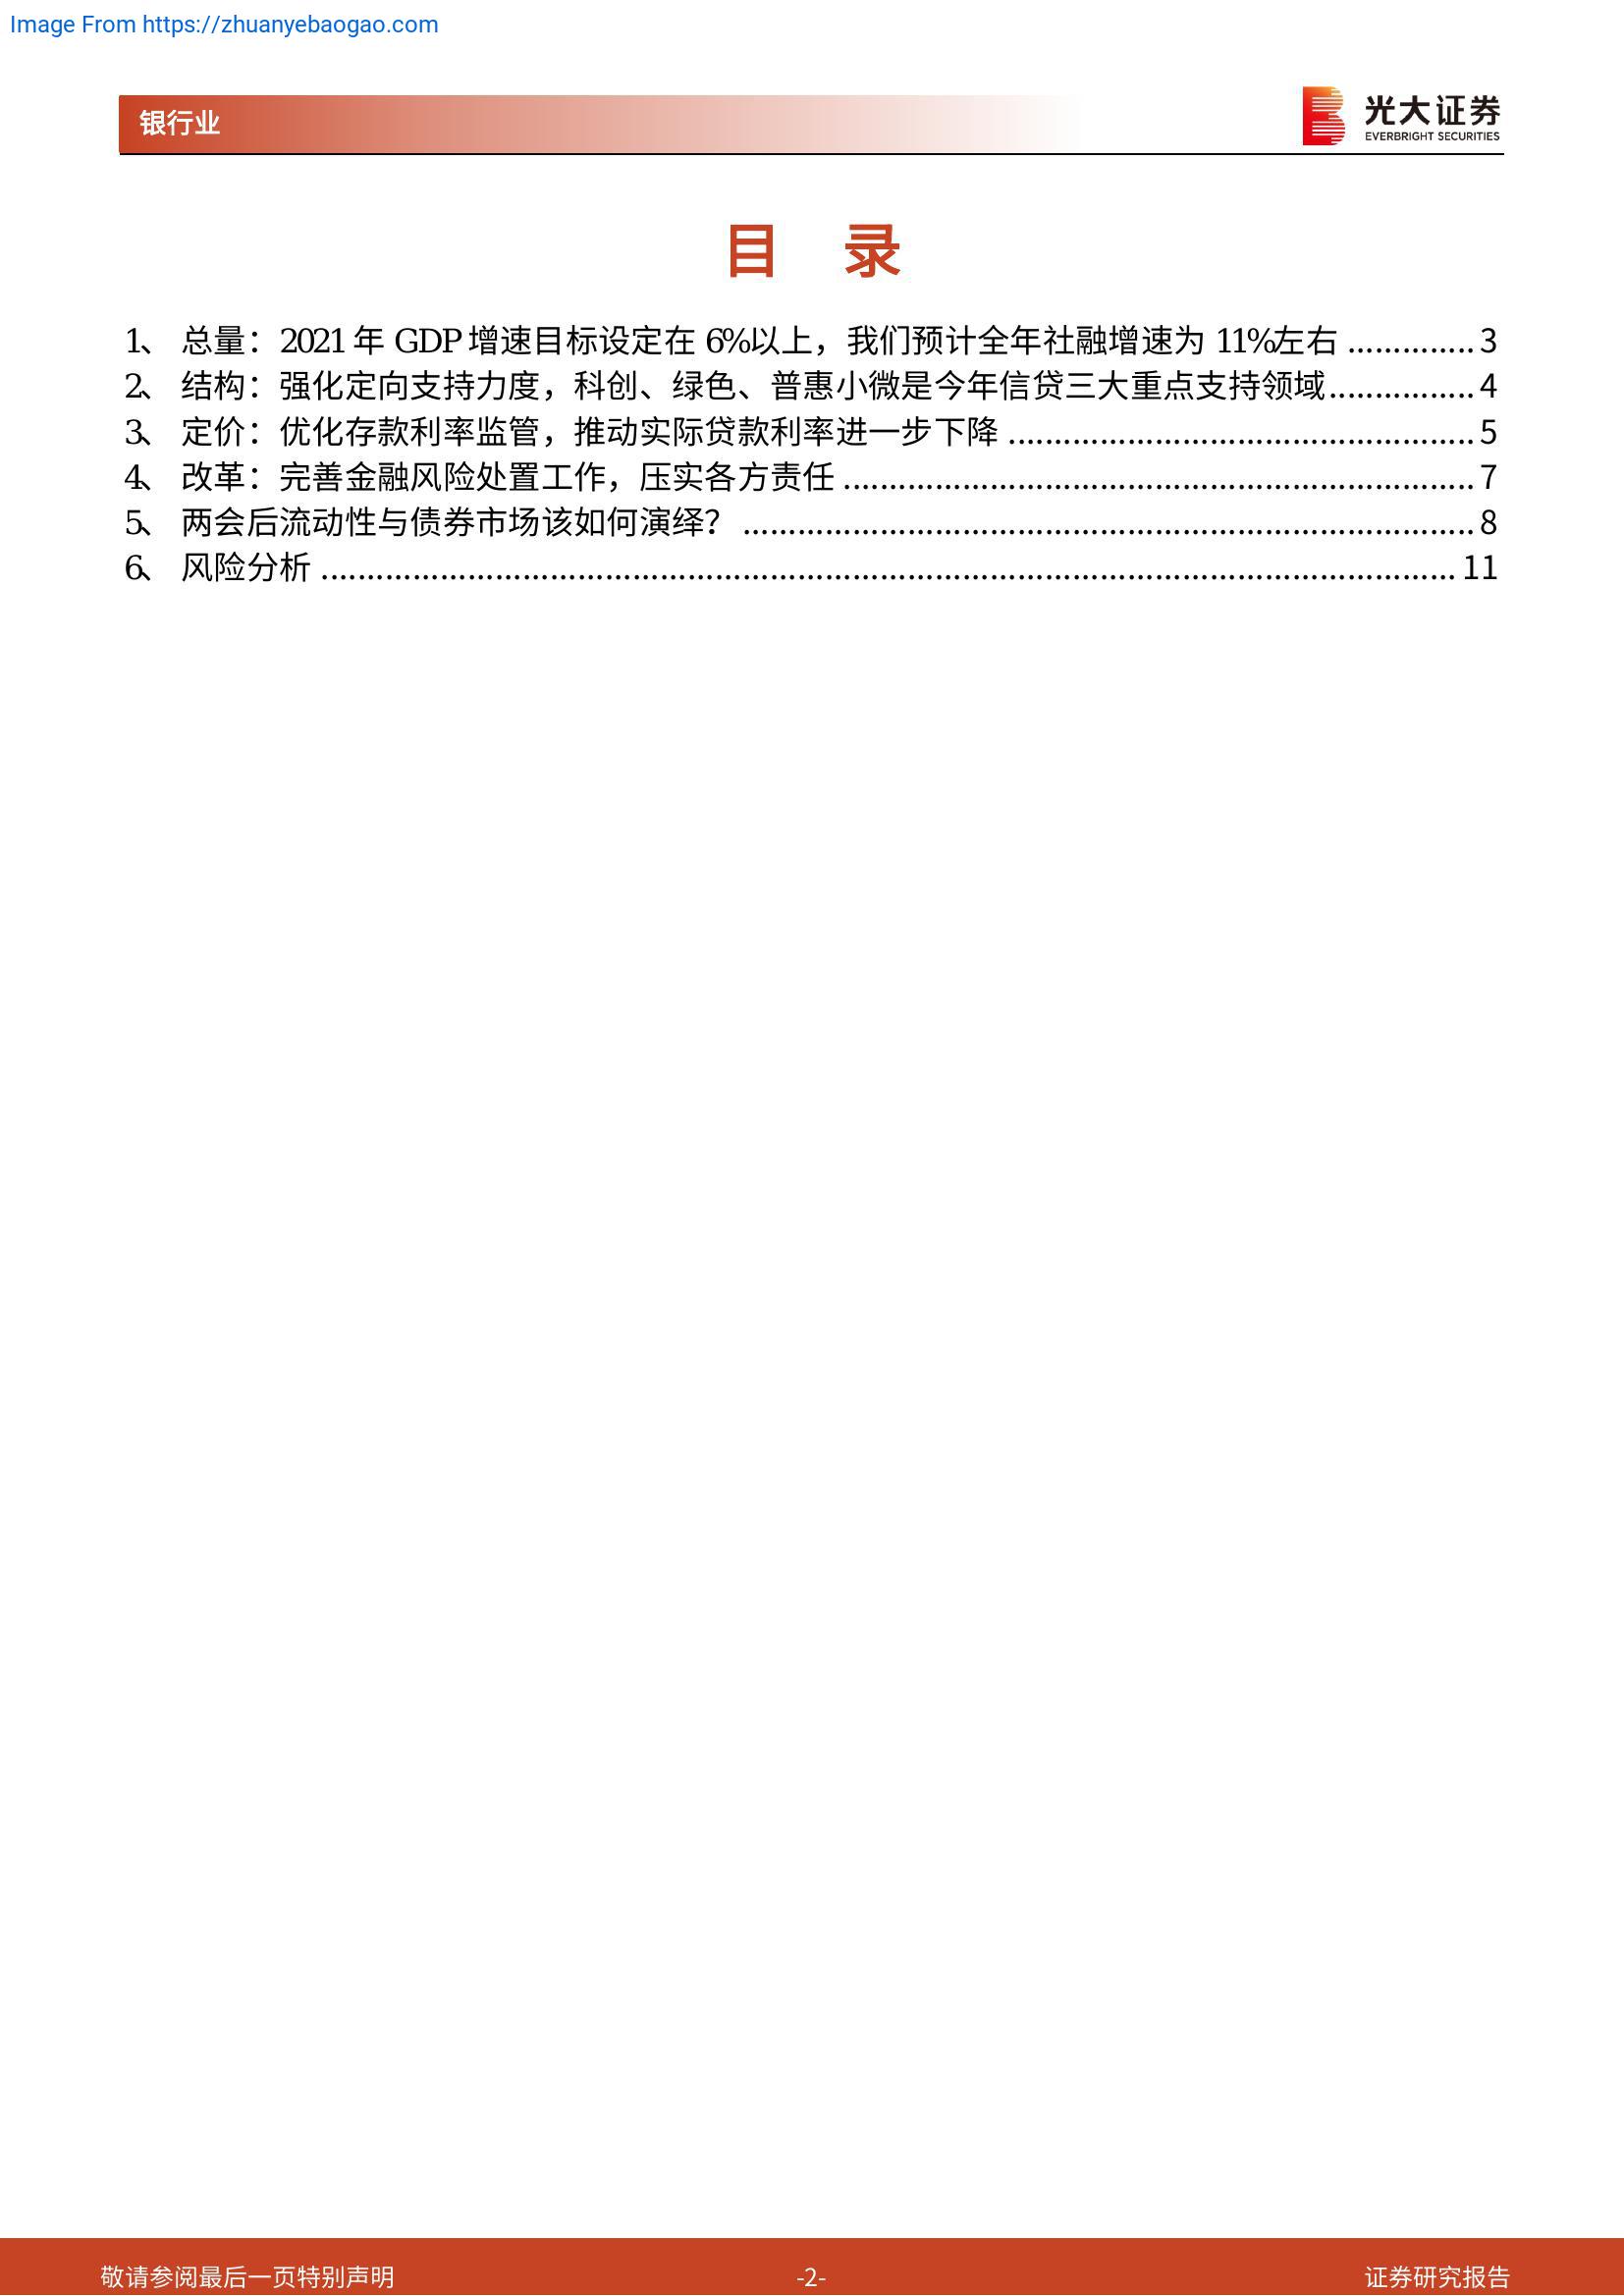 Image From https://zhuanyebaogao.com
银行业
光大证券
EVERBRIGHT SECURITIES
目 录
1、 总量：2021 年 GDP 增速目标设定在 6%以上，我们预计全年社融增速为 11%左右 .............. 3
2、 结构：强化定向支持力度，科创、绿色、普惠小微是今年信贷三大重点支持领域................ 4
3、 定价：优化存款利率监管，推动实际贷款利率进一步下降 .................................................. 5
4、 改革：完善金融风险处置工作，压实各方责任 .................................................................... 7
5、 两会后流动性与债券市场该如何演绎？ ............................................................................... 8
6、 风险分析 .......................................................................................................................... 11
敬请参阅最后一页特别声明
-2-
证券研究报告